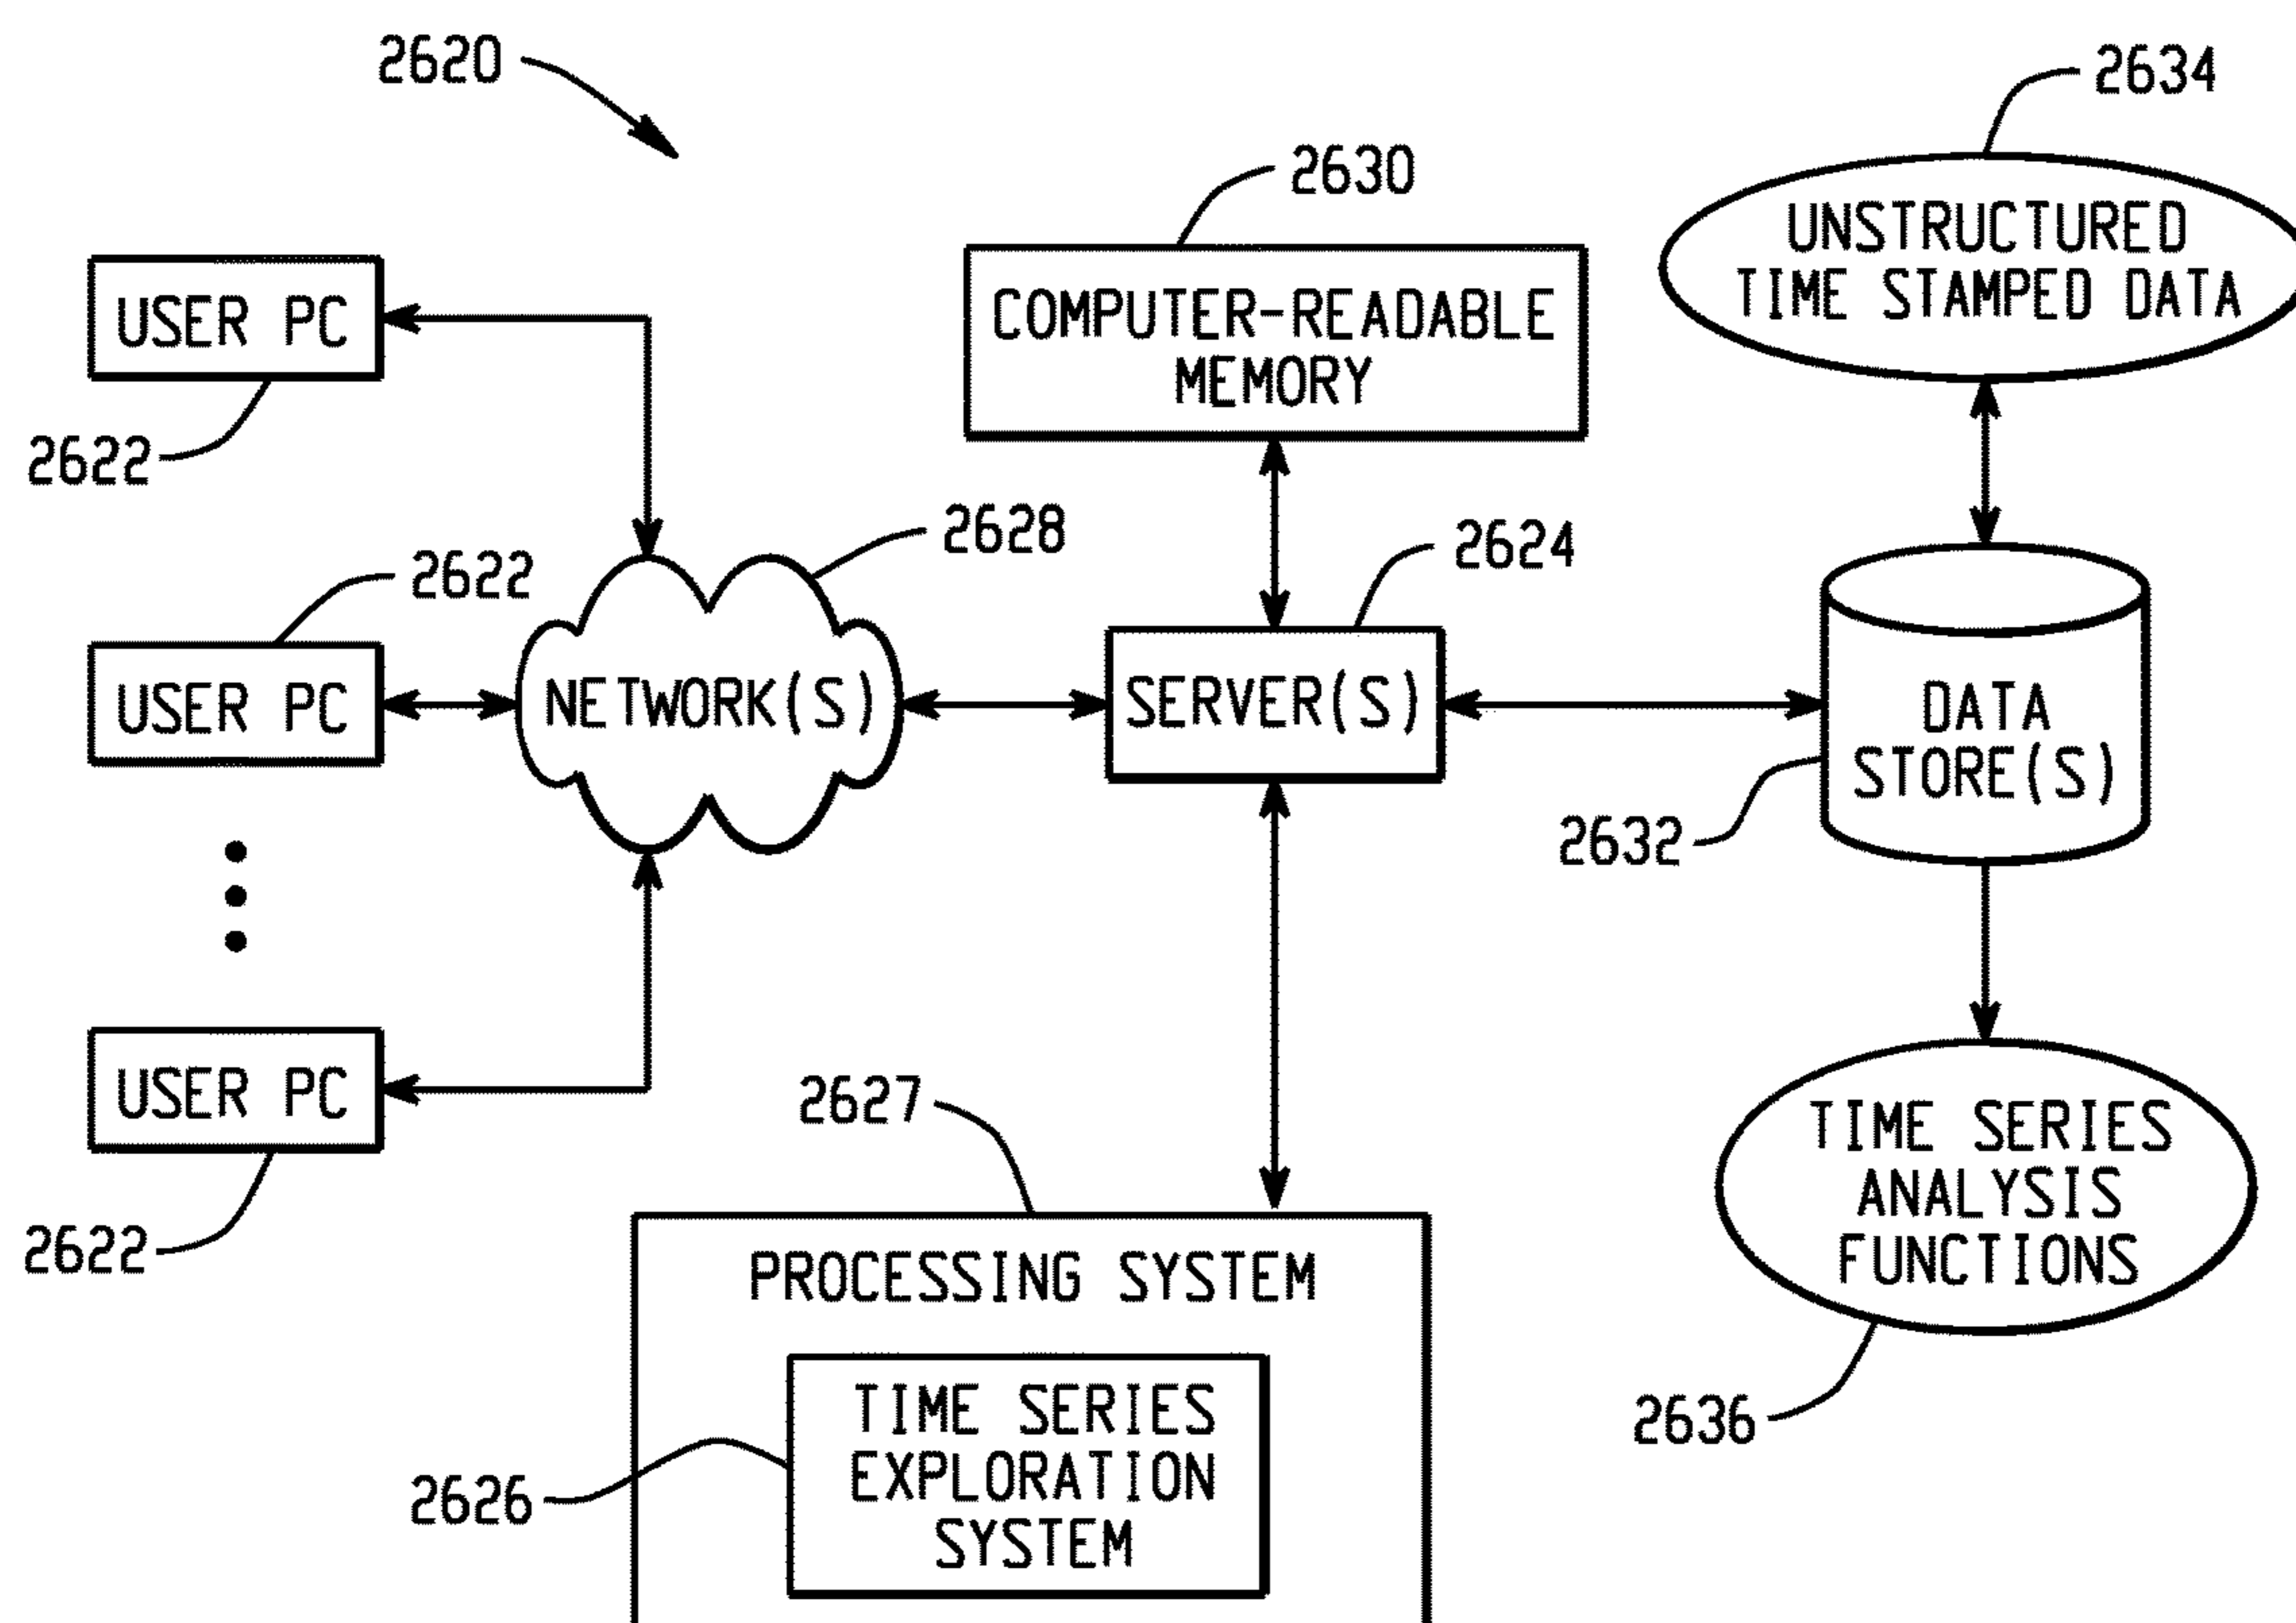 2620
2634
2630
UNSTRUCTURED
TIME STAMPED DATA
USER PC
COMPUTER-READABLE
MEMORY
2622
2628
2624
2622
USER PC
NETWORK(S)
SERVER(S)
DATA
STORE(S)
2632
USER PC
2627
2622
TIME SERIES
ANALYSIS
FUNCTIONS
PROCESSING SYSTEM
2636
TIME SERIES
EXPLORATION
SYSTEM
2626